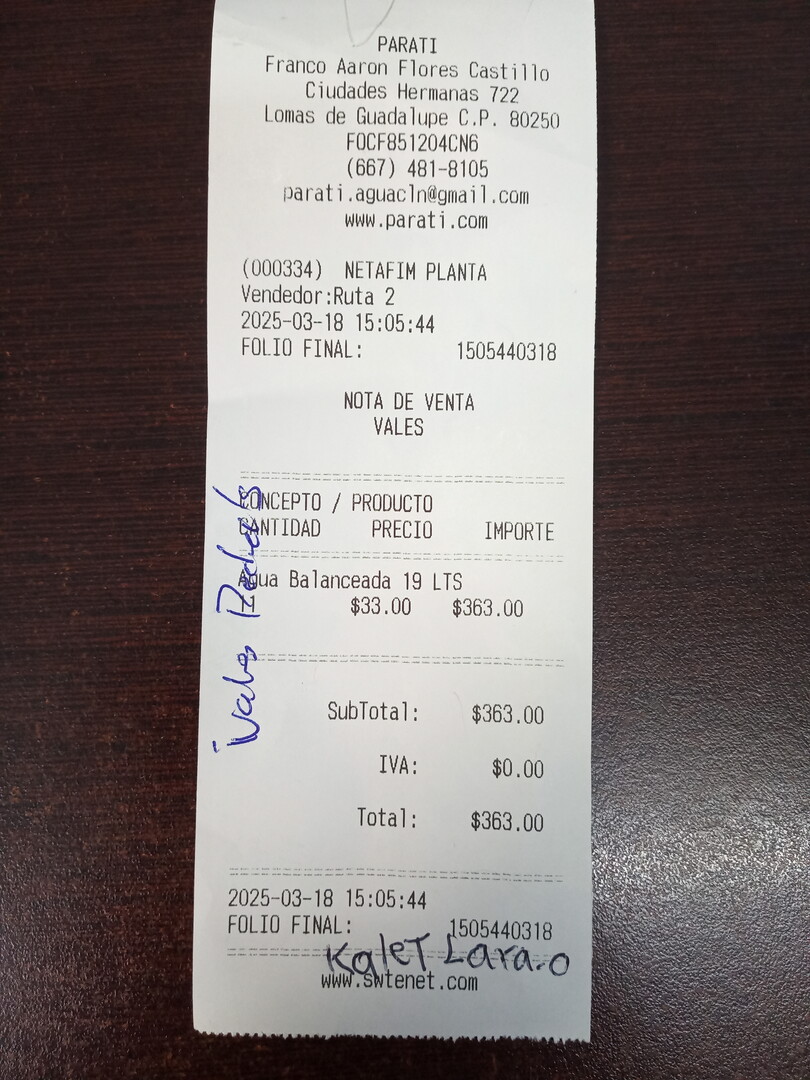 PARATI
Franco Aaron Flores Castillo
Ciudades Hermanas 722
Lomas de Guadalupe C.P. 80250
FOCF851204CN6
(667) 481-8105
parati.aguacln@gmail.com
www.parati.com
(000334) NETAFIM PLANTA
Vendedor:Ruta 2
2025-03-18 15:05:44
FOLIO FINAL: 1505440318
NOTA DE VENTA
VALES
CONCEPTO / PRODUCTO
CANTIDAD PRECIO IMPORTE
Agua Balanceada 19 LTS
11 $33.00 $363.00
SubTotal: $363.00
IVA: $0.00
Total: $363.00
2025-03-18 15:05:44
FOLIO FINAL: 1505440318
Kalet Lara.o
www.swtenet.com